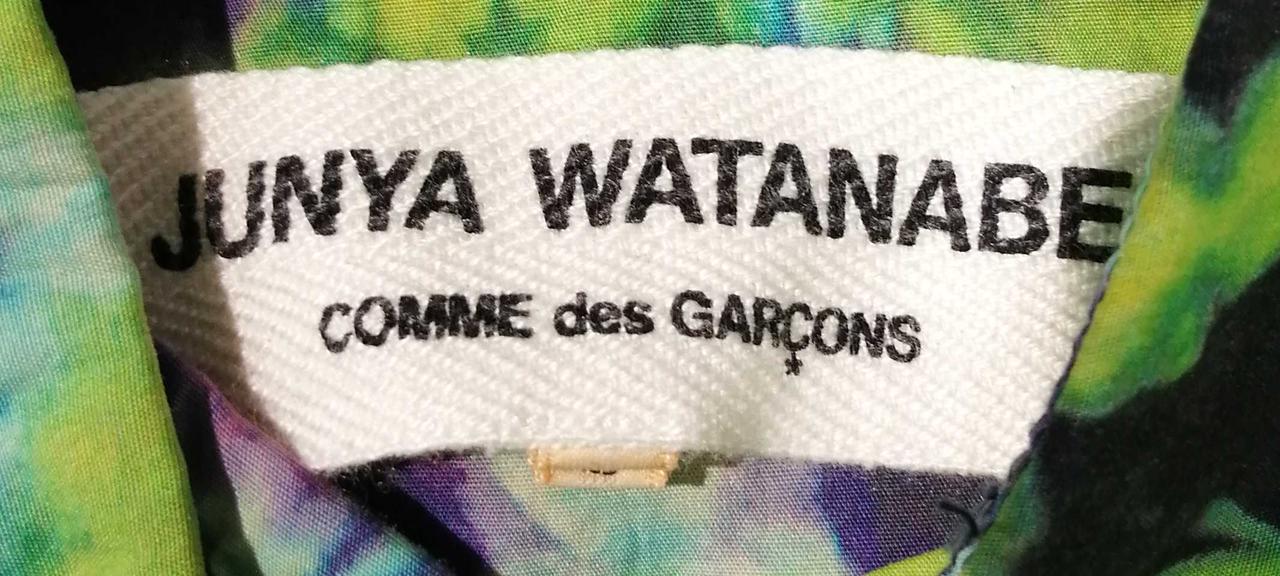 JUNYA WATANABE
COMME des GARÇONS